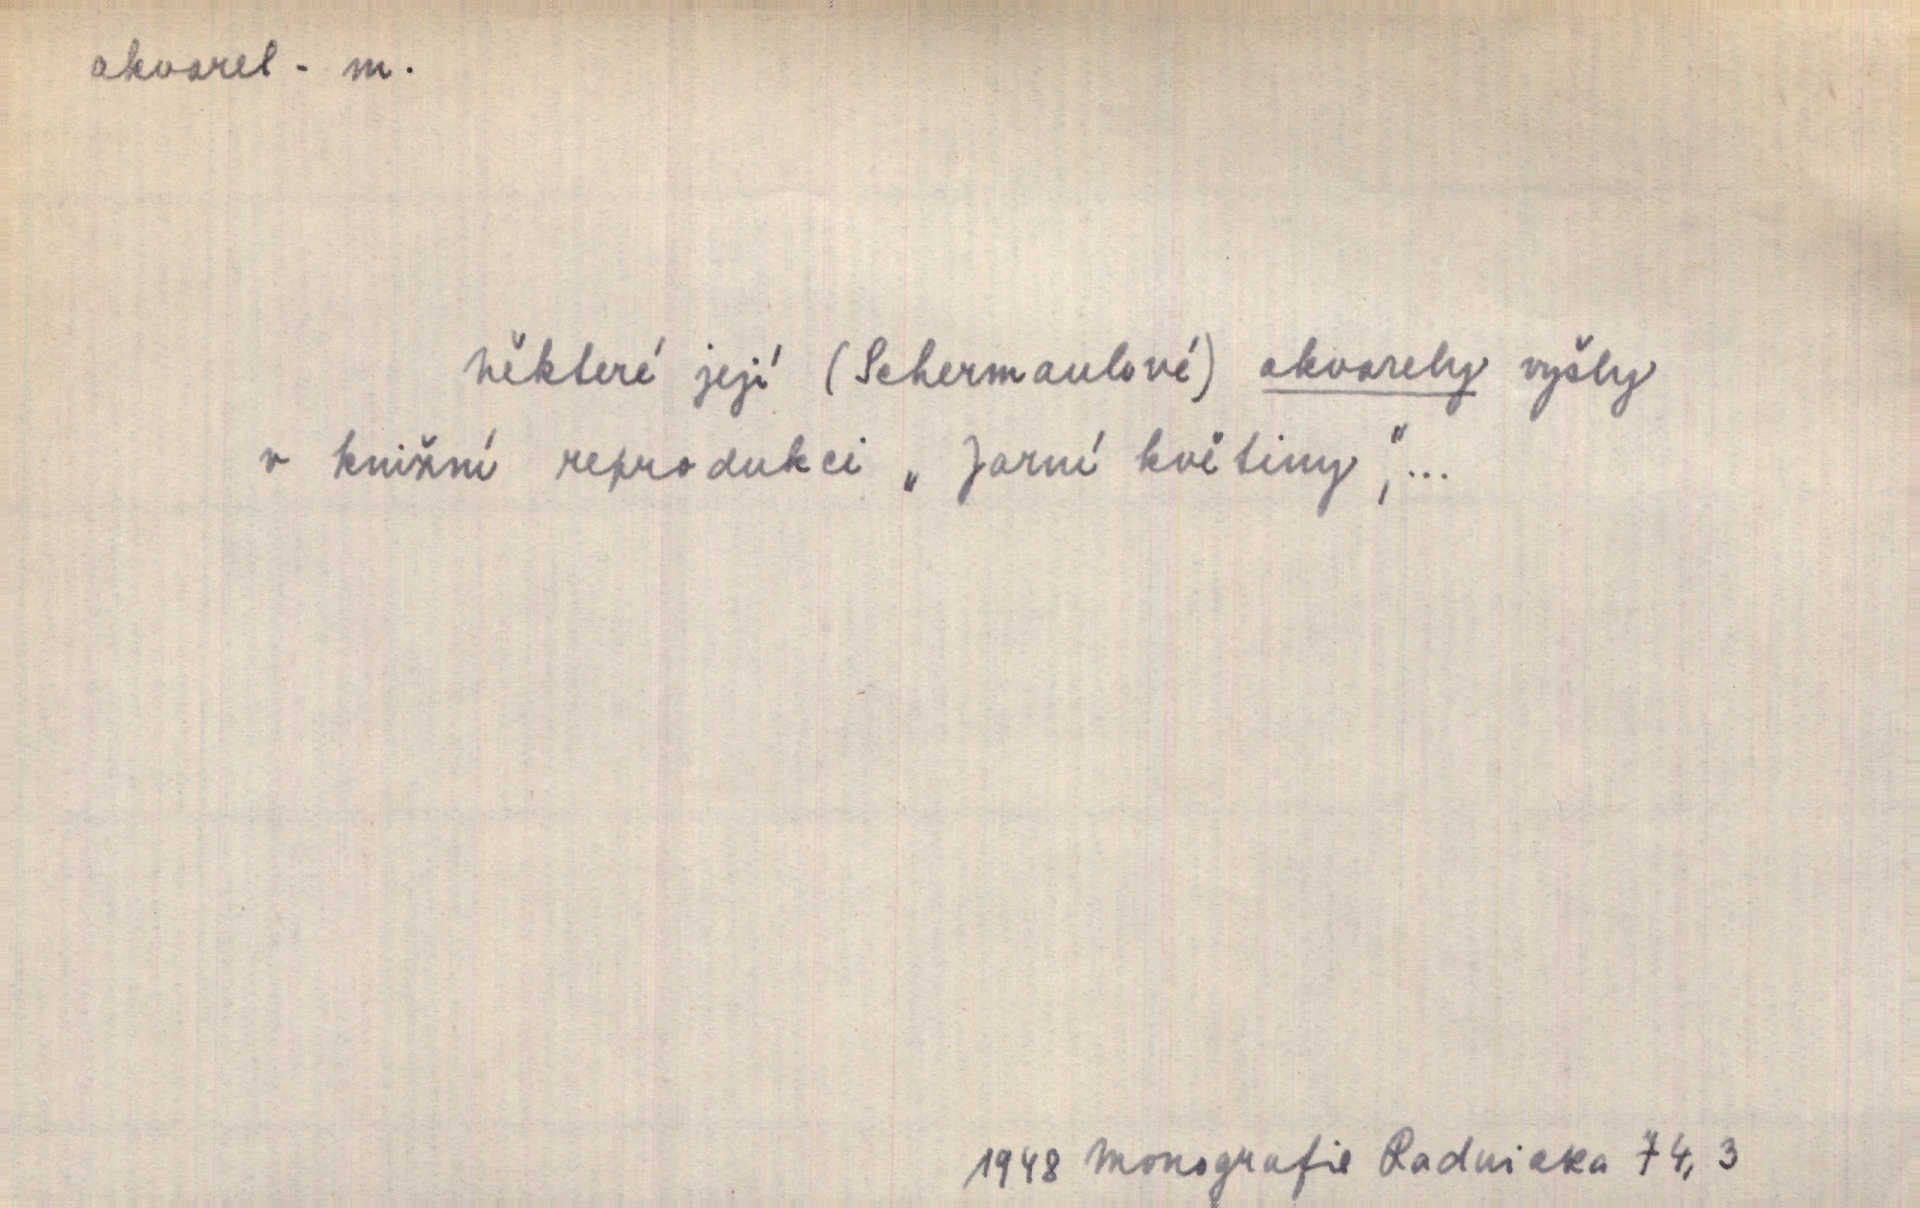 akvarel - m.
některé její (Schermaulové) akvarely vyšly
v knižní reprodukci „Jarní květiny“,...
1948 Monografie Radnicka 74, 3